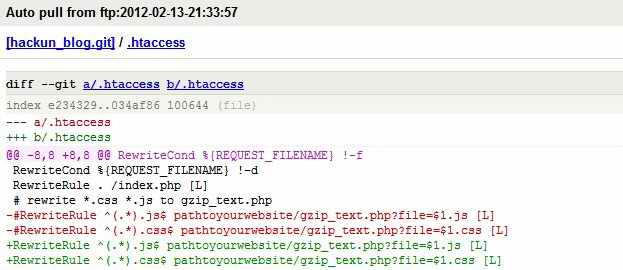 Auto pull from ftp:2012-02-13-21:33:57
[hackun_blog.git] / .htaccess
diff --git a/.htaccess b/.htaccess
index e234329..034af86 100644 (file)
--- a/.htaccess
+++ b/.htaccess
@@ -8,8 +8,8 @@ RewriteCond %{REQUEST_FILENAME} !-f
RewriteCond %{REQUEST_FILENAME} !-d
RewriteRule . /index.php [L]
# rewrite *.css *.js to gzip_text.php
-#RewriteRule ^(.*).js$ pathtoyourwebsite/gzip_text.php?file=$1.js [L]
-#RewriteRule ^(.*).css$ pathtoyourwebsite/gzip_text.php?file=$1.css [L]
+RewriteRule ^(.*).js$ pathtoyourwebsite/gzip_text.php?file=$1.js [L]
+RewriteRule ^(.*).css$ pathtoyourwebsite/gzip_text.php?file=$1.css [L]